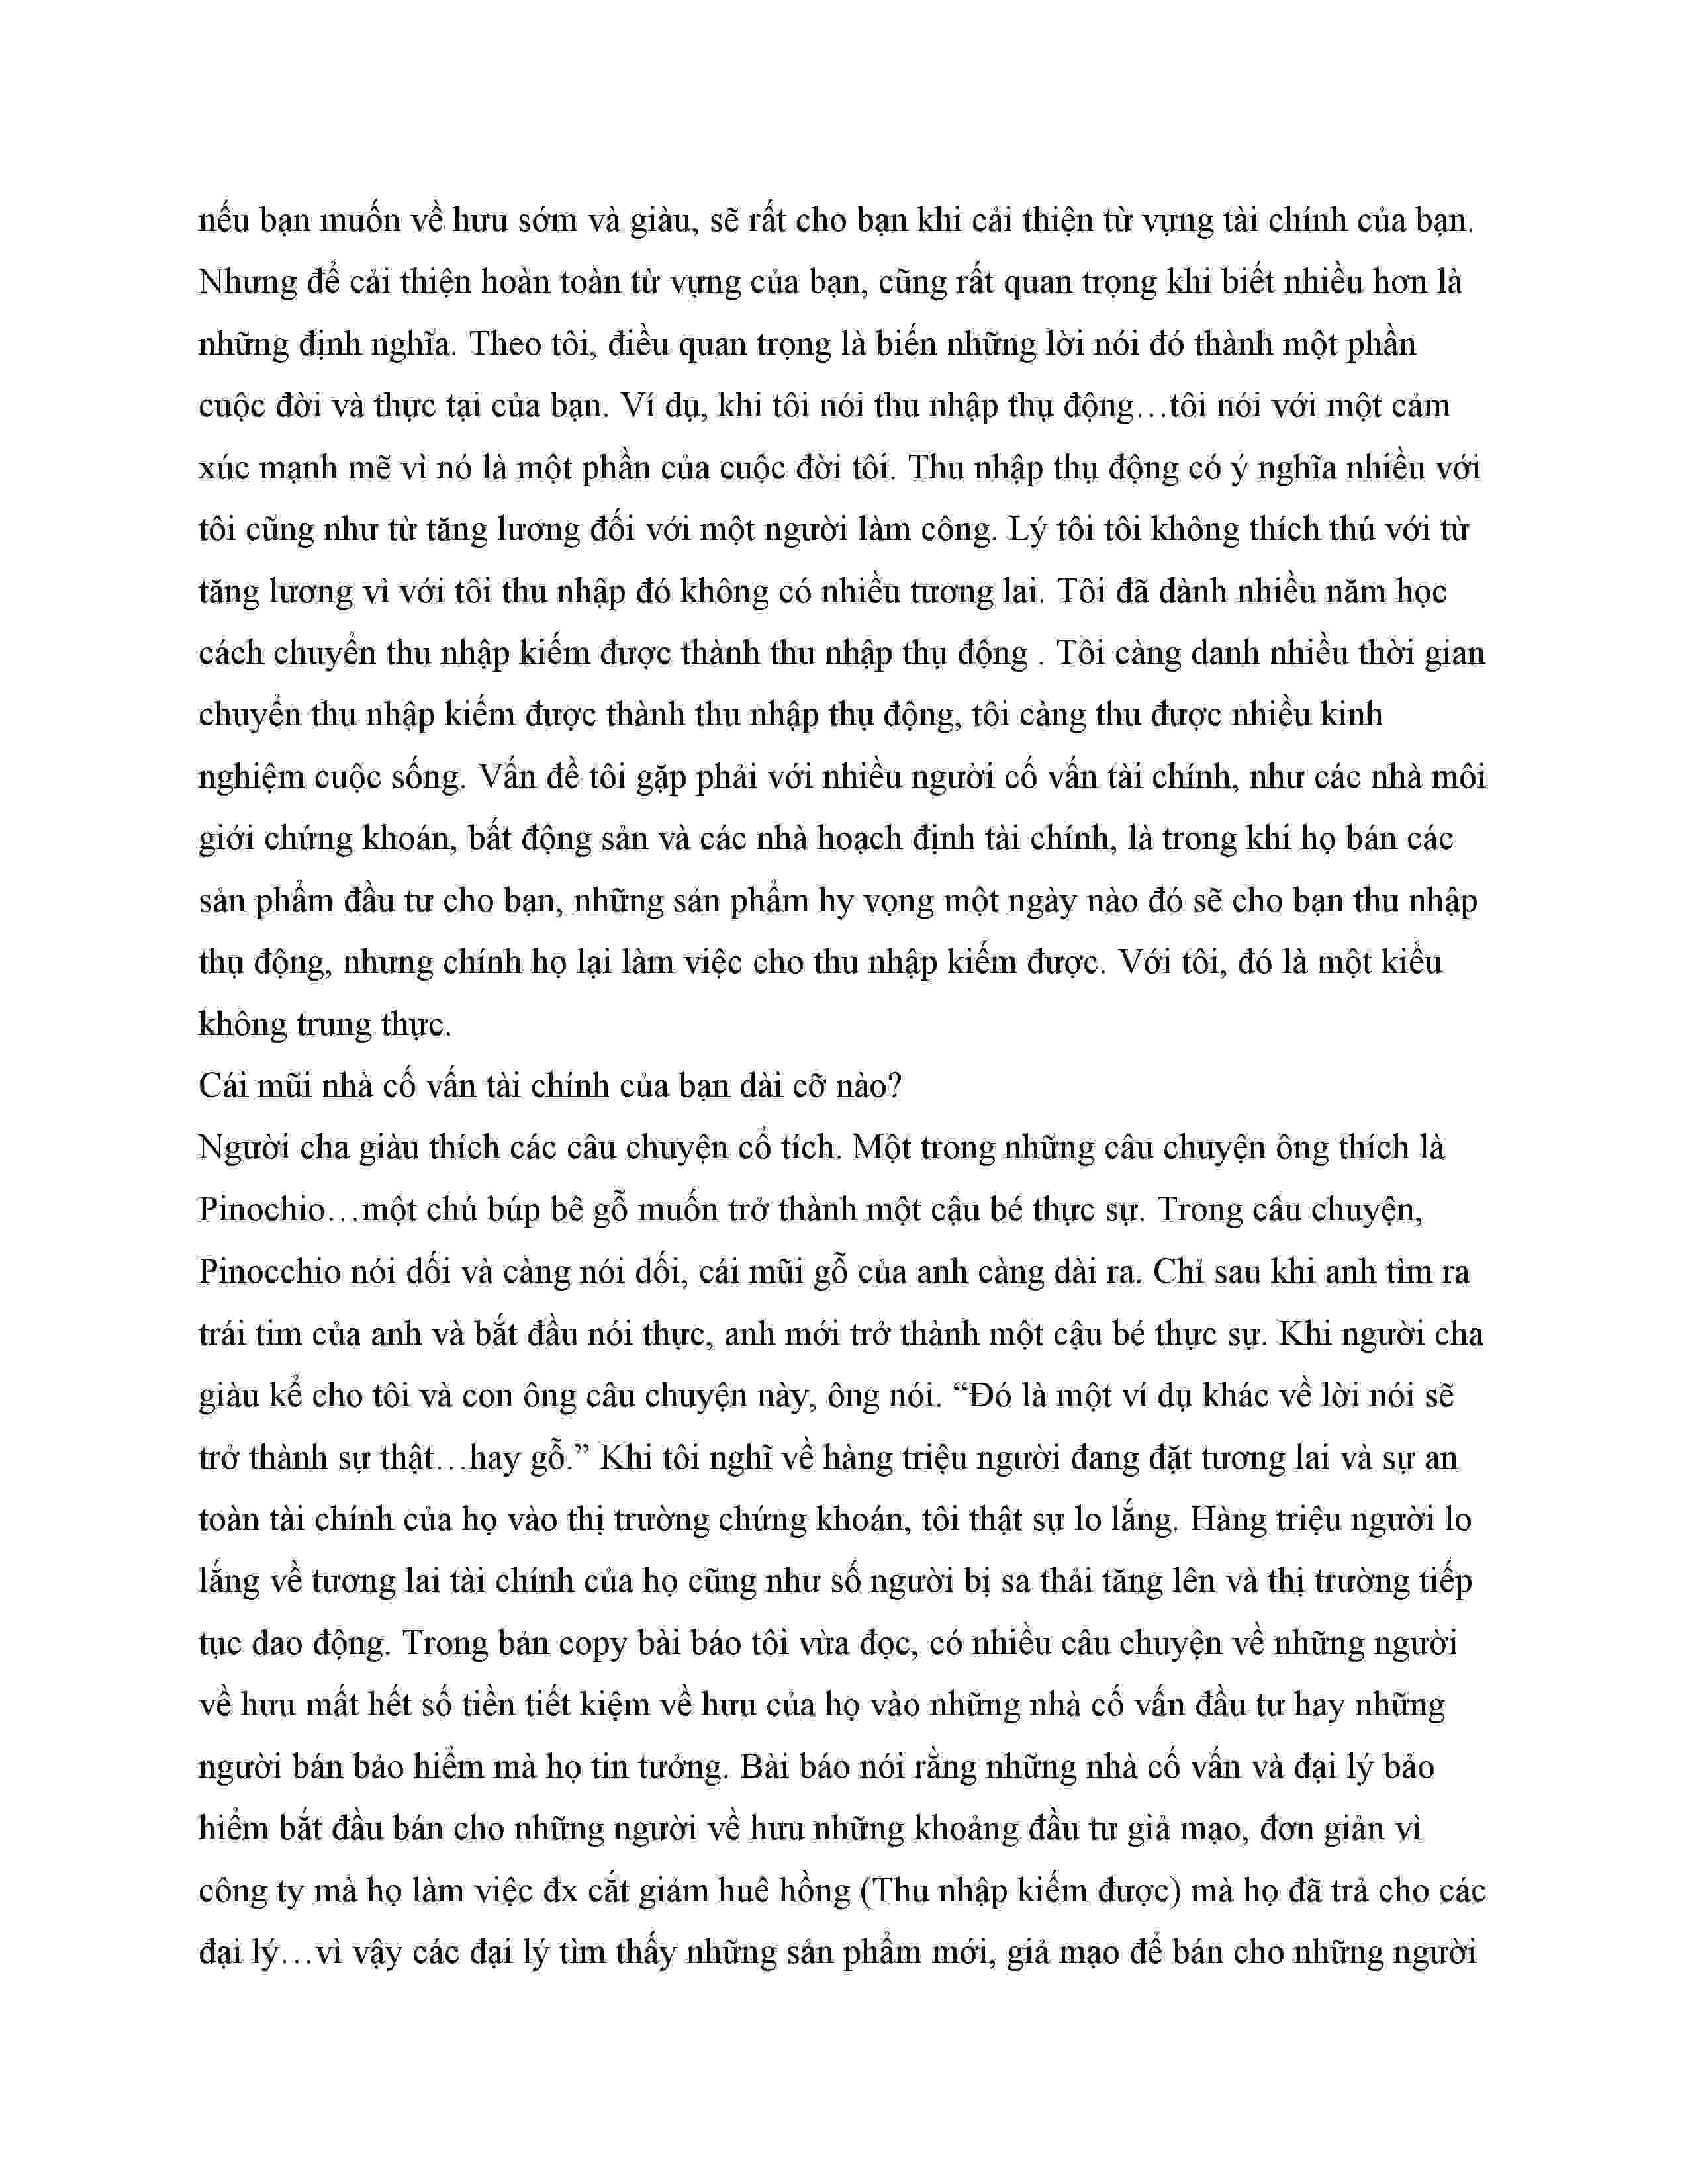 nếu bạn muốn về hưu sớm và giàu, sẽ rất cho bạn khi cải thiện từ vựng tài chính của bạn.
Nhưng để cải thiện hoàn toàn từ vựng của bạn, cũng rất quan trọng khi biết nhiều hơn là
những định nghĩa. Theo tôi, điều quan trọng là biến những lời nói đó thành một phần
cuộc đời và thực tại của bạn. Ví dụ, khi tôi nói thu nhập thụ động…tôi nói với một cảm
xúc mạnh mẽ vì nó là một phần của cuộc đời tôi. Thu nhập thụ động có ý nghĩa nhiều với
tôi cũng như từ tăng lương đối với một người làm công. Lý tôi tôi không thích thú với từ
tăng lương vì với tôi thu nhập đó không có nhiều tương lai. Tôi đã dành nhiều năm học
cách chuyển thu nhập kiếm được thành thu nhập thụ động . Tôi càng danh nhiều thời gian
chuyển thu nhập kiếm được thành thu nhập thụ động, tôi càng thu được nhiều kinh
nghiệm cuộc sống. Vấn đề tôi gặp phải với nhiều người cố vấn tài chính, như các nhà môi
giới chứng khoán, bất động sản và các nhà hoạch định tài chính, là trong khi họ bán các
sản phẩm đầu tư cho bạn, những sản phẩm hy vọng một ngày nào đó sẽ cho bạn thu nhập
thụ động, nhưng chính họ lại làm việc cho thu nhập kiếm được. Với tôi, đó là một kiểu
không trung thực.
Cái mũi nhà cố vấn tài chính của bạn dài cỡ nào?
Người cha giàu thích các câu chuyện cổ tích. Một trong những câu chuyện ông thích là
Pinochio…một chú búp bê gỗ muốn trở thành một cậu bé thực sự. Trong câu chuyện,
Pinocchio nói dối và càng nói dối, cái mũi gỗ của anh càng dài ra. Chỉ sau khi anh tìm ra
trái tim của anh và bắt đầu nói thực, anh mới trở thành một cậu bé thực sự. Khi người cha
giàu kể cho tôi và con ông câu chuyện này, ông nói. “Đó là một ví dụ khác về lời nói sẽ
trở thành sự thật…hay gỗ.” Khi tôi nghĩ về hàng triệu người đang đặt tương lai và sự an
toàn tài chính của họ vào thị trường chứng khoán, tôi thật sự lo lắng. Hàng triệu người lo
lắng về tương lai tài chính của họ cũng như số người bị sa thải tăng lên và thị trường tiếp
tục dao động. Trong bản copy bài báo tôi vừa đọc, có nhiều câu chuyện về những người
về hưu mất hết số tiền tiết kiệm về hưu của họ vào những nhà cố vấn đầu tư hay những
người bán bảo hiểm mà họ tin tưởng. Bài báo nói rằng những nhà cố vấn và đại lý bảo
hiểm bắt đầu bán cho những người về hưu những khoảng đầu tư giả mạo, đơn giản vì
công ty mà họ làm việc đx cắt giảm huê hồng (Thu nhập kiếm được) mà họ đã trả cho các
đại lý…vì vậy các đại lý tìm thấy những sản phẩm mới, giả mạo để bán cho những người